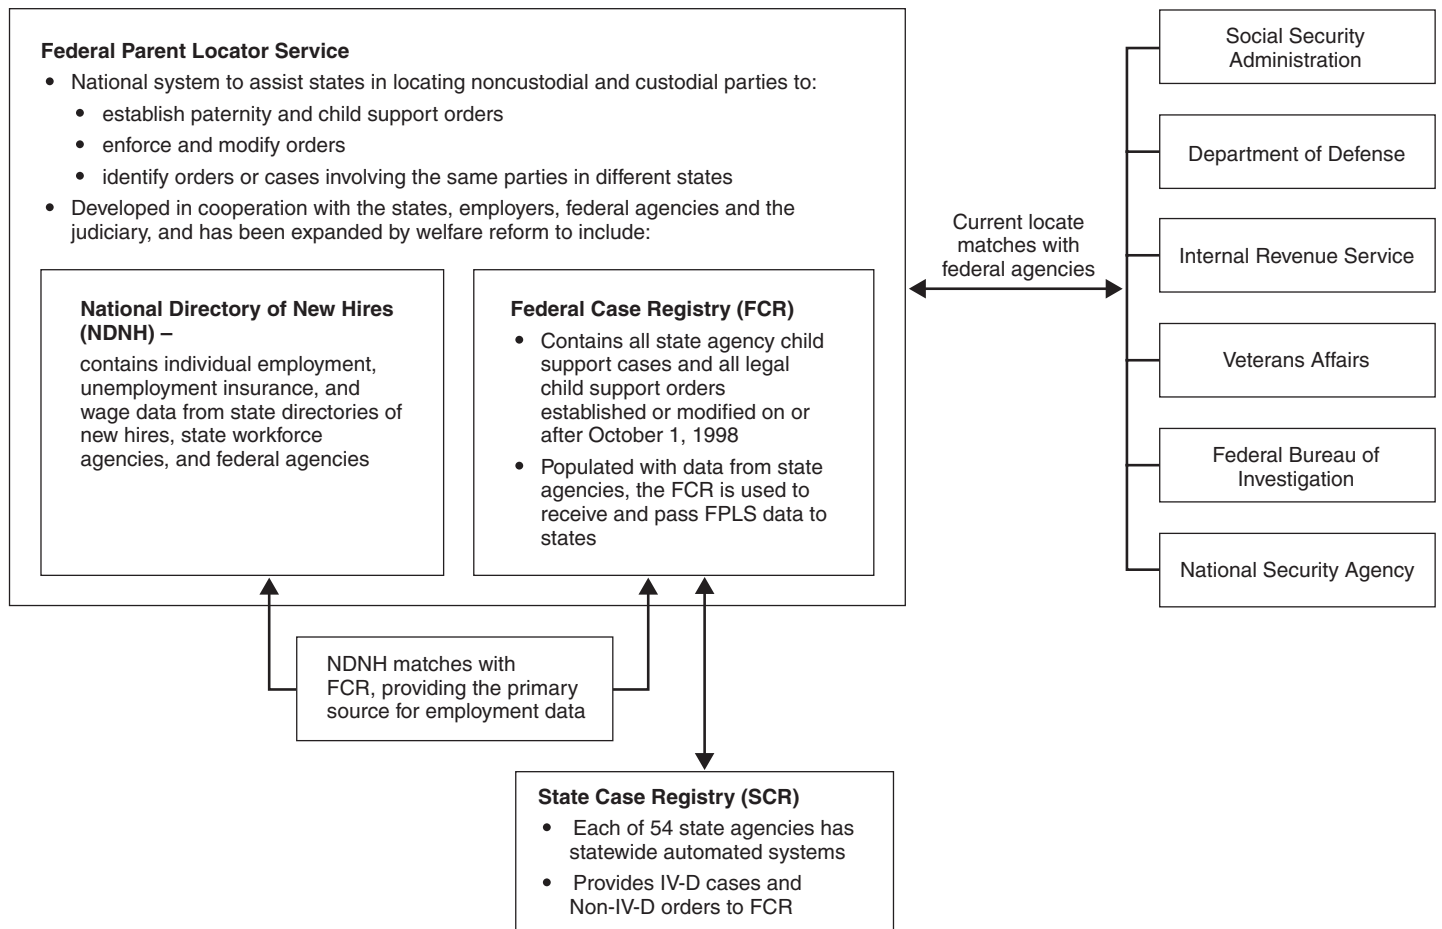 Federal Parent Locator Service
• National system to assist states in locating noncustodial and custodial parties to:
• establish paternity and child support orders
• enforce and modify orders
• identify orders or cases involving the same parties in different states
• Developed in cooperation with the states, employers, federal agencies and the
judiciary, and has been expanded by welfare reform to include:
National Directory of New Hires
(NDNH) –
contains individual employment,
unemployment insurance, and
wage data from state directories of
new hires, state workforce
agencies, and federal agencies
Federal Case Registry (FCR)
• Contains all state agency child
support cases and all legal
child support orders
established or modified on or
after October 1, 1998
• Populated with data from state
agencies, the FCR is used to
receive and pass FPLS data to
states
NDNH matches with
FCR, providing the primary
source for employment data
State Case Registry (SCR)
• Each of 54 state agencies has
statewide automated systems
• Provides IV-D cases and
Non-IV-D orders to FCR
Current locate
matches with
federal agencies
Social Security
Administration
Department of Defense
Internal Revenue Service
Veterans Affairs
Federal Bureau of
Investigation
National Security Agency